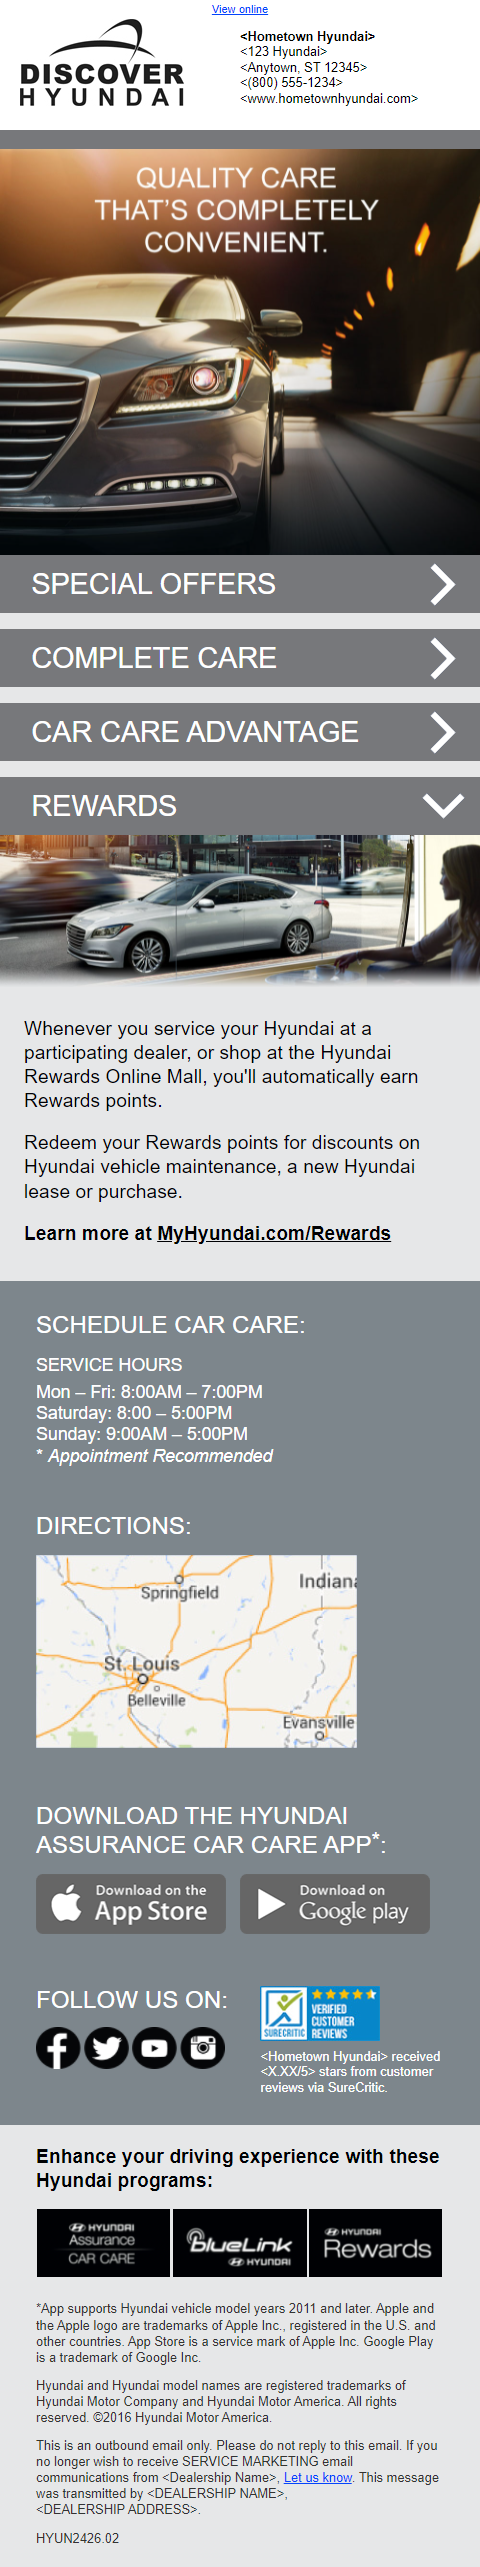 View online
DISCOVER
HYUNDAI
<Hometown Hyundai>
<123 Hyundai>
<Anytown, ST 12345>
<(800) 555-1234>
<www.hometownhyundai.com>
QUALITY CARE
THAT'S COMPLETELY
CONVENIENT.
SPECIAL OFFERS
COMPLETE CARE
CAR CARE ADVANTAGE
REWARDS
Whenever you service your Hyundai at a
participating dealer, or shop at the Hyundai
Rewards Online Mall, you'll automatically earn
Rewards points.
Redeem your Rewards points for discounts on
Hyundai vehicle maintenance, a new Hyundai
lease or purchase.
Learn more at MyHyundai.com/Rewards
SCHEDULE CAR CARE:
SERVICE HOURS
Mon – Fri: 8:00AM – 7:00PM
Saturday: 8:00 – 5:00PM
Sunday: 9:00AM – 5:00PM
* Appointment Recommended
DIRECTIONS:
Springfield
Indiana
St. Louis
Belleville
Evansville
DOWNLOAD THE HYUNDAI
ASSURANCE CAR CARE APP*:
Download on the
App Store
Download on
Google play
FOLLOW US ON:
SURECRITIC
VERIFIED
CUSTOMER
REVIEWS
<Hometown Hyundai> received
<X.XX/5> stars from customer
reviews via SureCritic.
Enhance your driving experience with these
Hyundai programs:
HYUNDAI
Assurance
CAR CARE
BlueLink
HYUNDAI
HYUNDAI
Rewards
*App supports Hyundai vehicle model years 2011 and later. Apple and
the Apple logo are trademarks of Apple Inc., registered in the U.S. and
other countries. App Store is a service mark of Apple Inc. Google Play
is a trademark of Google Inc.
Hyundai and Hyundai model names are registered trademarks of
Hyundai Motor Company and Hyundai Motor America. All rights
reserved. ©2016 Hyundai Motor America.
This is an outbound email only. Please do not reply to this email. If you
no longer wish to receive SERVICE MARKETING email
communications from <Dealership Name>, Let us know. This message
was transmitted by <DEALERSHIP NAME>,
<DEALERSHIP ADDRESS>.
HYUN2426.02